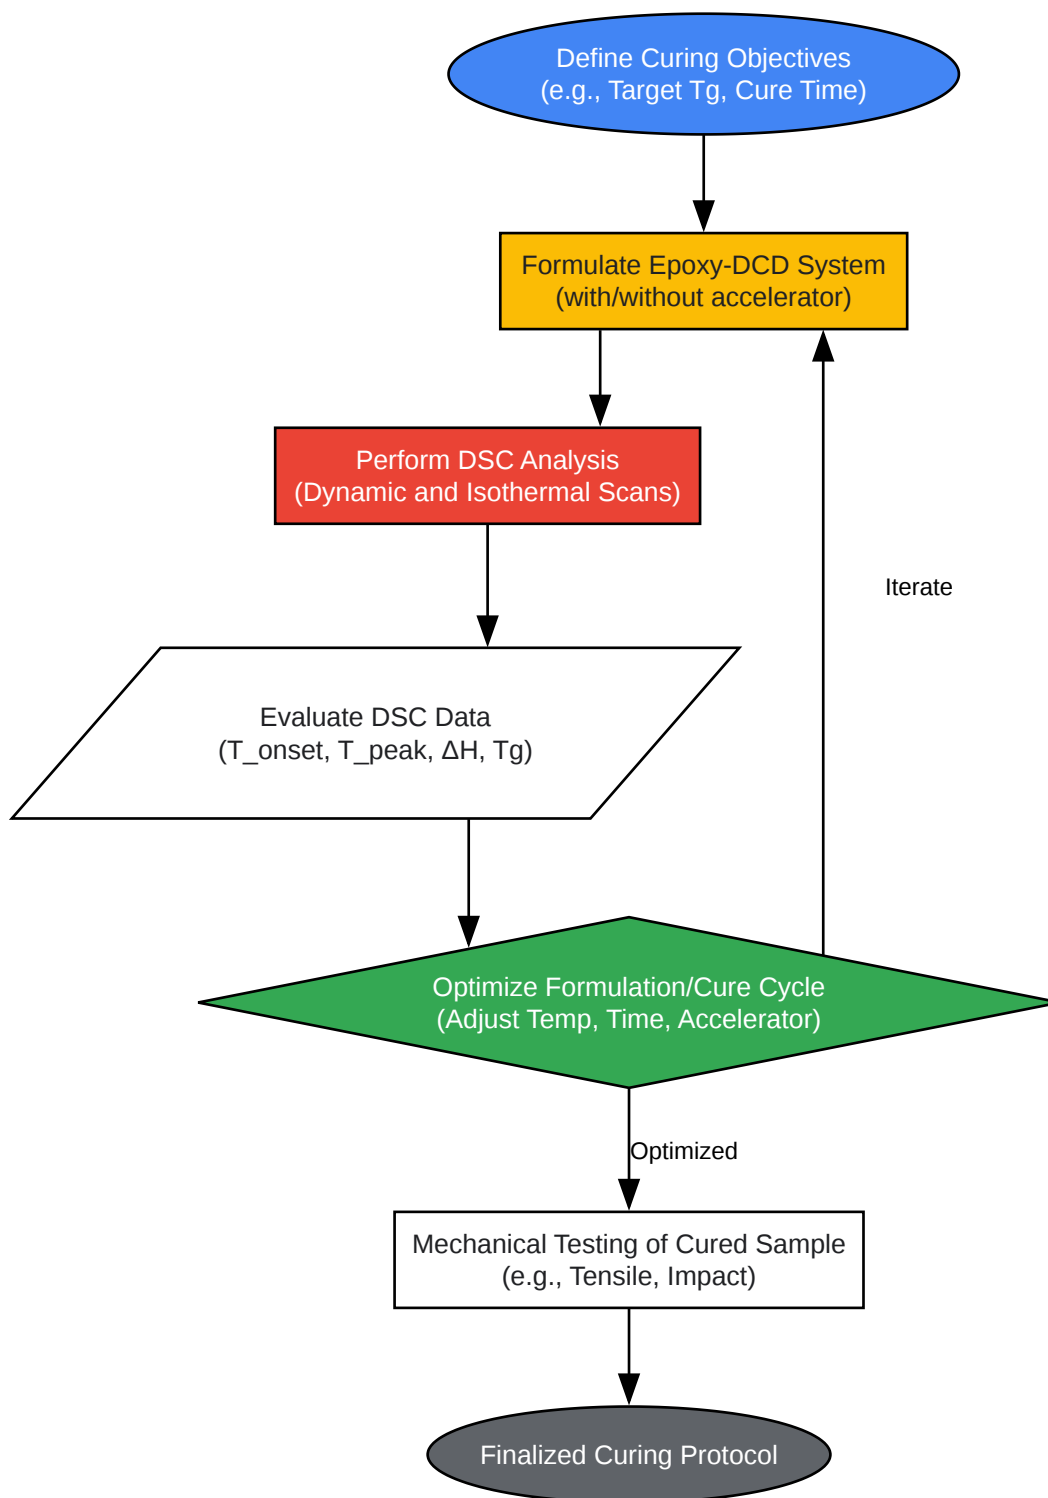 Define Curing Objectives
(e.g., Target Tg, Cure Time)
Formulate Epoxy-DCD System
(with/without accelerator)
Perform DSC Analysis
(Dynamic and Isothermal Scans)
Iterate
Evaluate DSC Data
(T_onset, T_peak, ΔH, Tg)
Optimize Formulation/Cure Cycle
(Adjust Temp, Time, Accelerator)
Optimized
Mechanical Testing of Cured Sample
(e.g., Tensile, Impact)
Finalized Curing Protocol